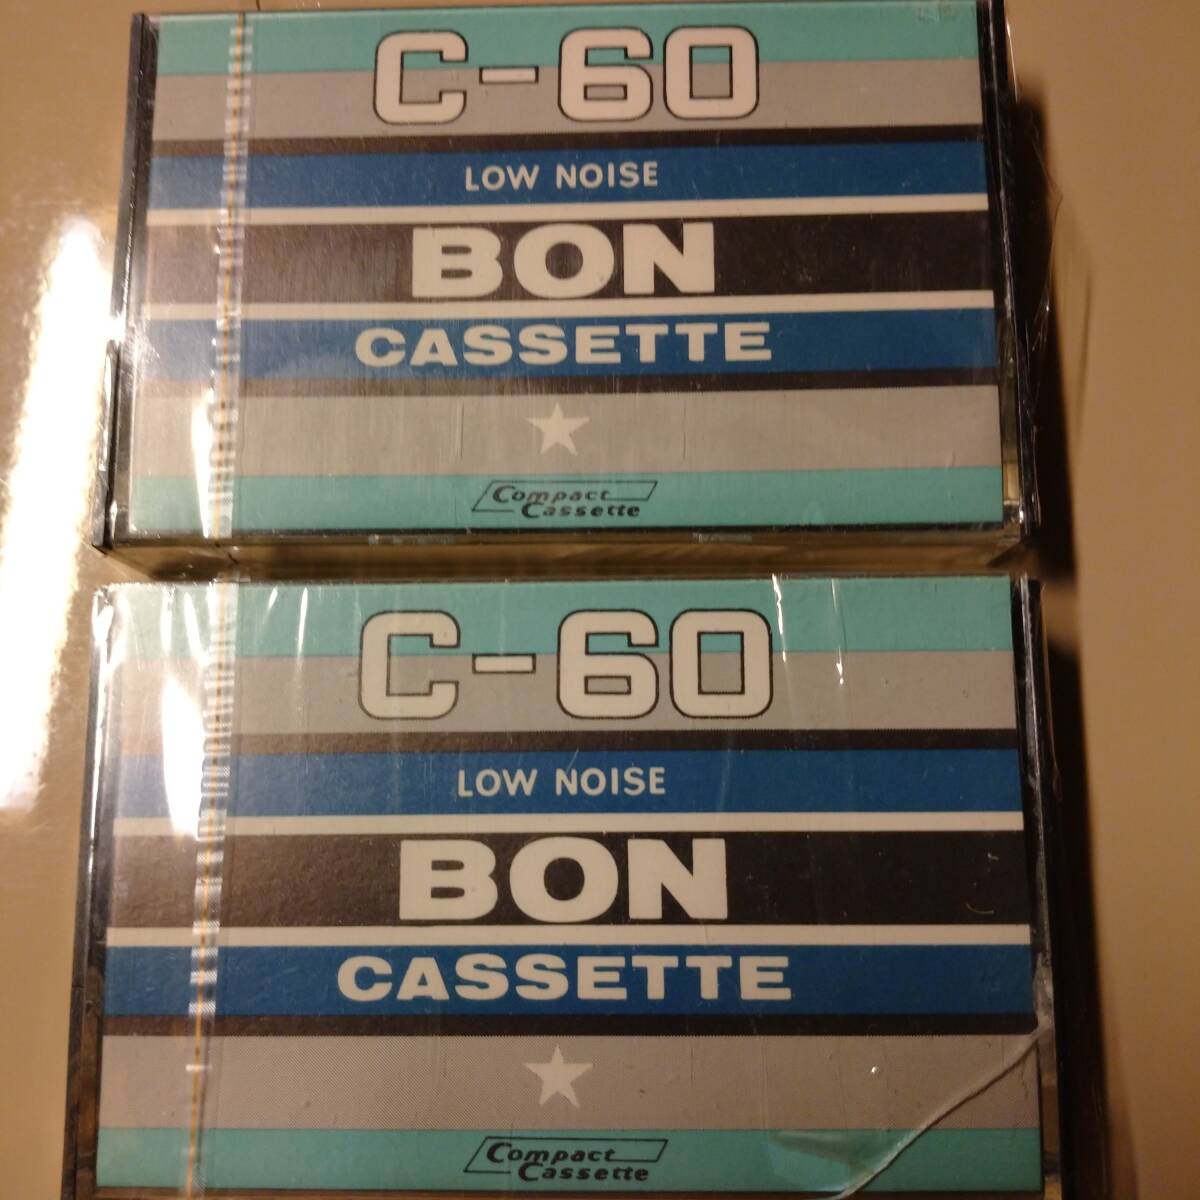 C-60
LOW NOISE
BON
CASSETTE
Compact
Cassette
C-60
LOW NOISE
BON
CASSETTE
Compact
Cassette